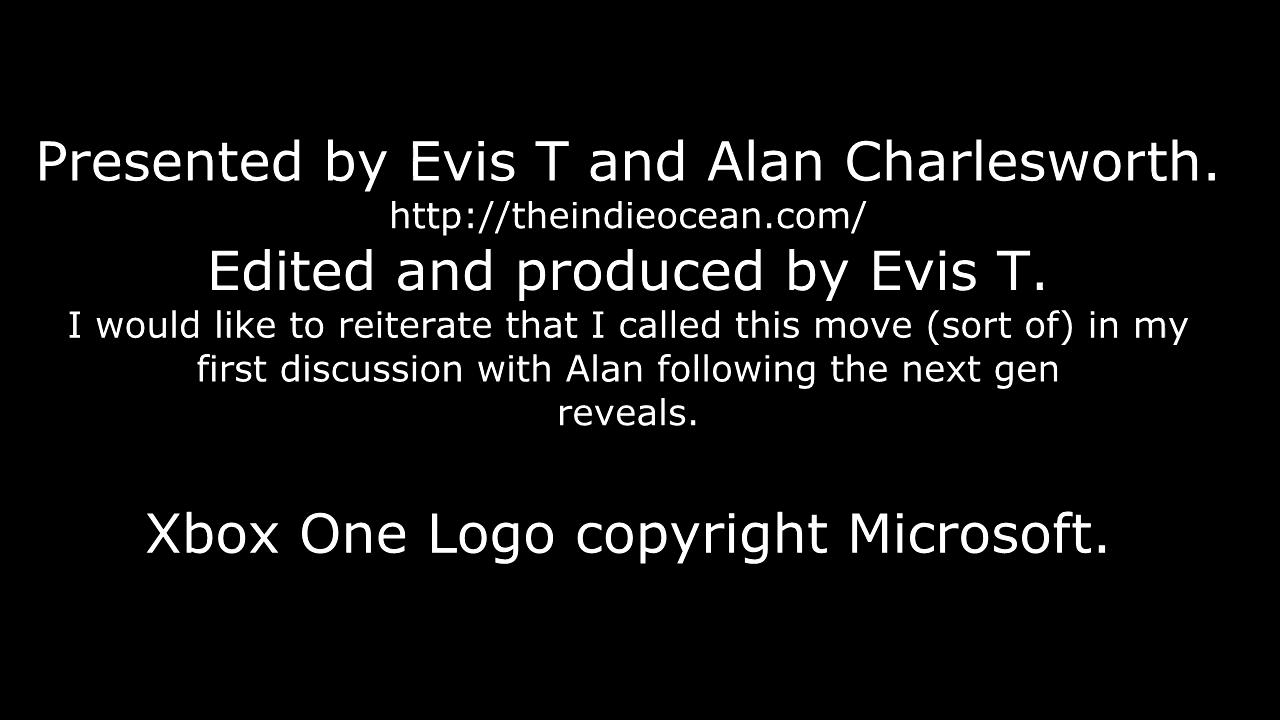 Presented by Evis T and Alan Charlesworth.
http://theindieocean.com/
Edited and produced by Evis T.
I would like to reiterate that I called this move (sort of) in my
first discussion with Alan following the next gen
reveals.
Xbox One Logo copyright Microsoft.